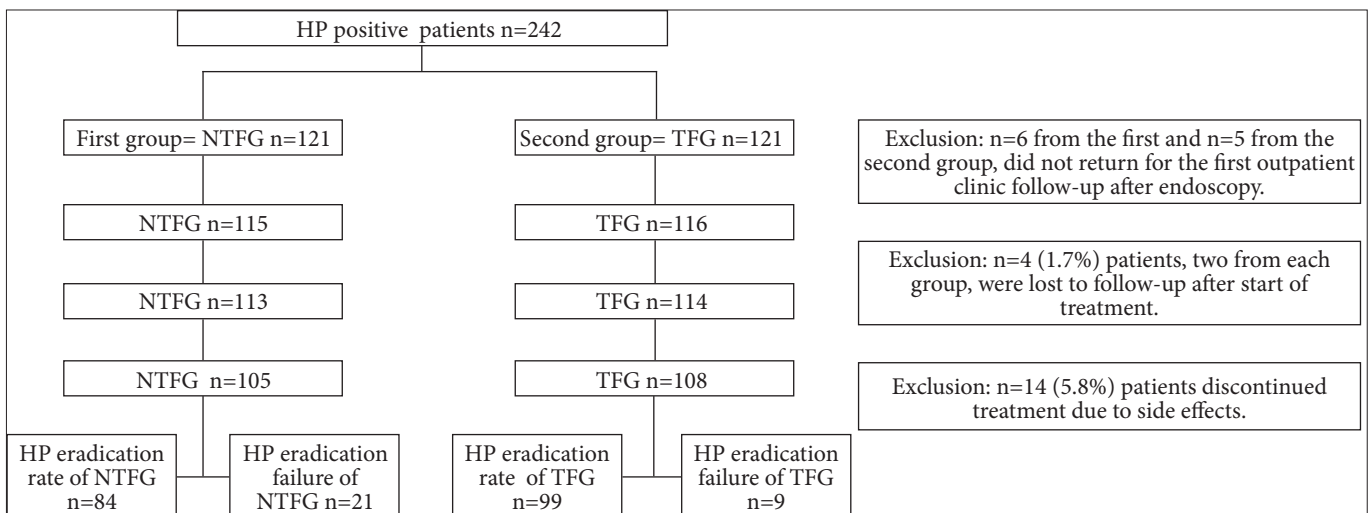 HP positive patients n=242
First group= NTFG n=121
Second group= TFG n=121
Exclusion: n=6 from the first and n=5 from the
second group, did not return for the first outpatient
clinic follow-up after endoscopy.
NTFG n=115
TFG n=116
Exclusion: n=4 (1.7%) patients, two from each
group, were lost to follow-up after start of
treatment.
NTFG n=113
TFG n=114
NTFG n=105
TFG n=108
Exclusion: n=14 (5.8%) patients discontinued
treatment due to side effects.
HP eradication
rate of NTFG
n=84
HP eradication
failure of
NTFG n=21
HP eradication
rate of TFG
n=99
HP eradication
failure of TFG
n=9